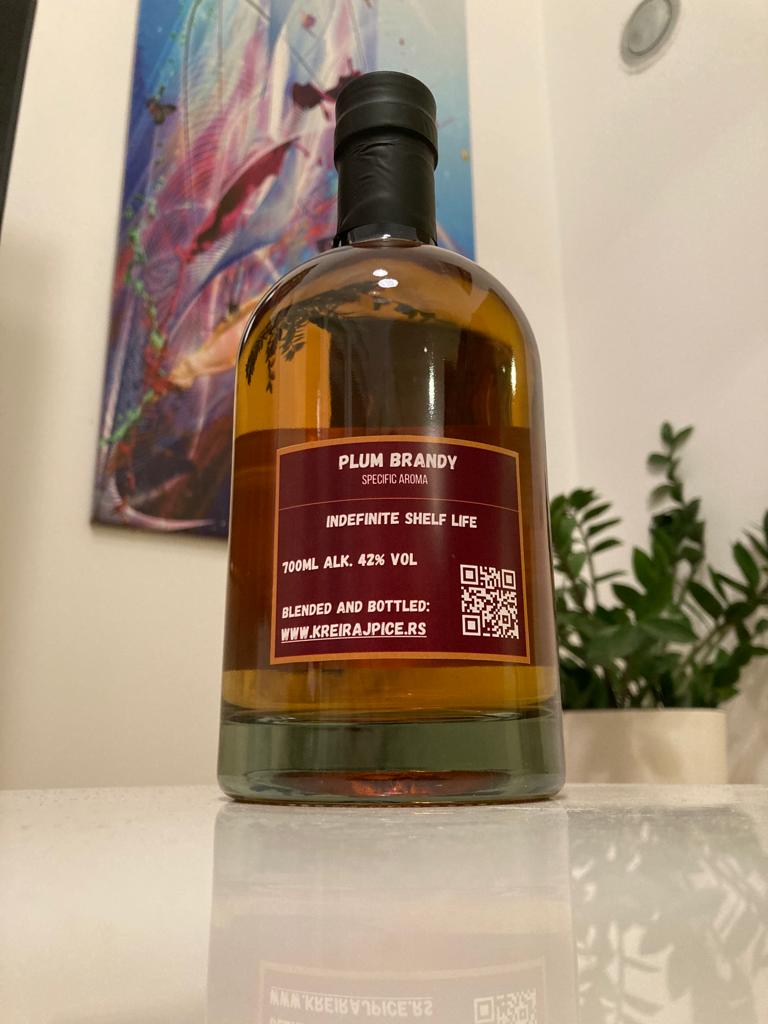 PLUM BRANDY
SPECIFIC AROMA
INDEFINITE SHELF LIFE
700ML ALK. 42% VOL
BLENDED AND BOTTLED:
WWW.KREIRAJPICE.RS